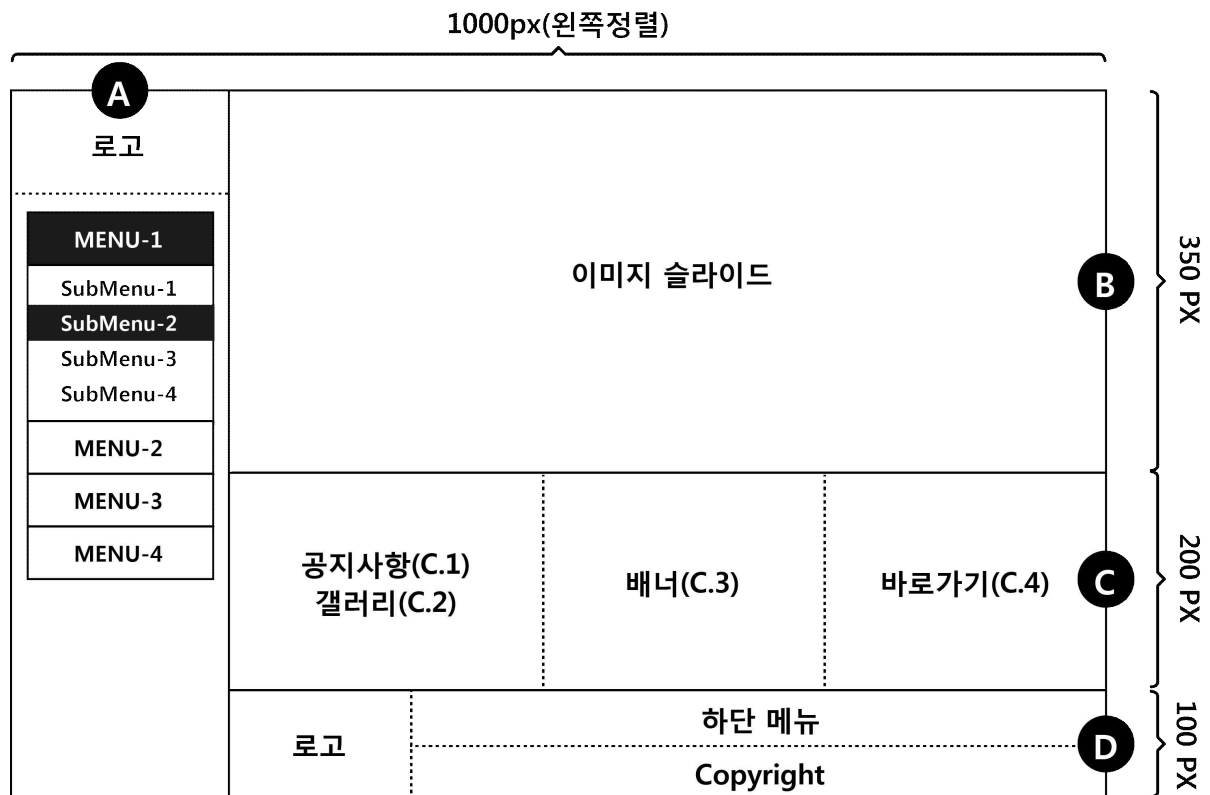 1000px(왼쪽정렬)
A
로고
MENU-1
SubMenu-1
SubMenu-2
SubMenu-3
SubMenu-4
MENU-2
MENU-3
MENU-4
이미지 슬라이드
B
350 PX
공지사항(C.1)
갤러리(C.2)
배너(C.3)
바로가기(C.4)
C
200 PX
로고
하단 메뉴
Copyright
D
100 PX